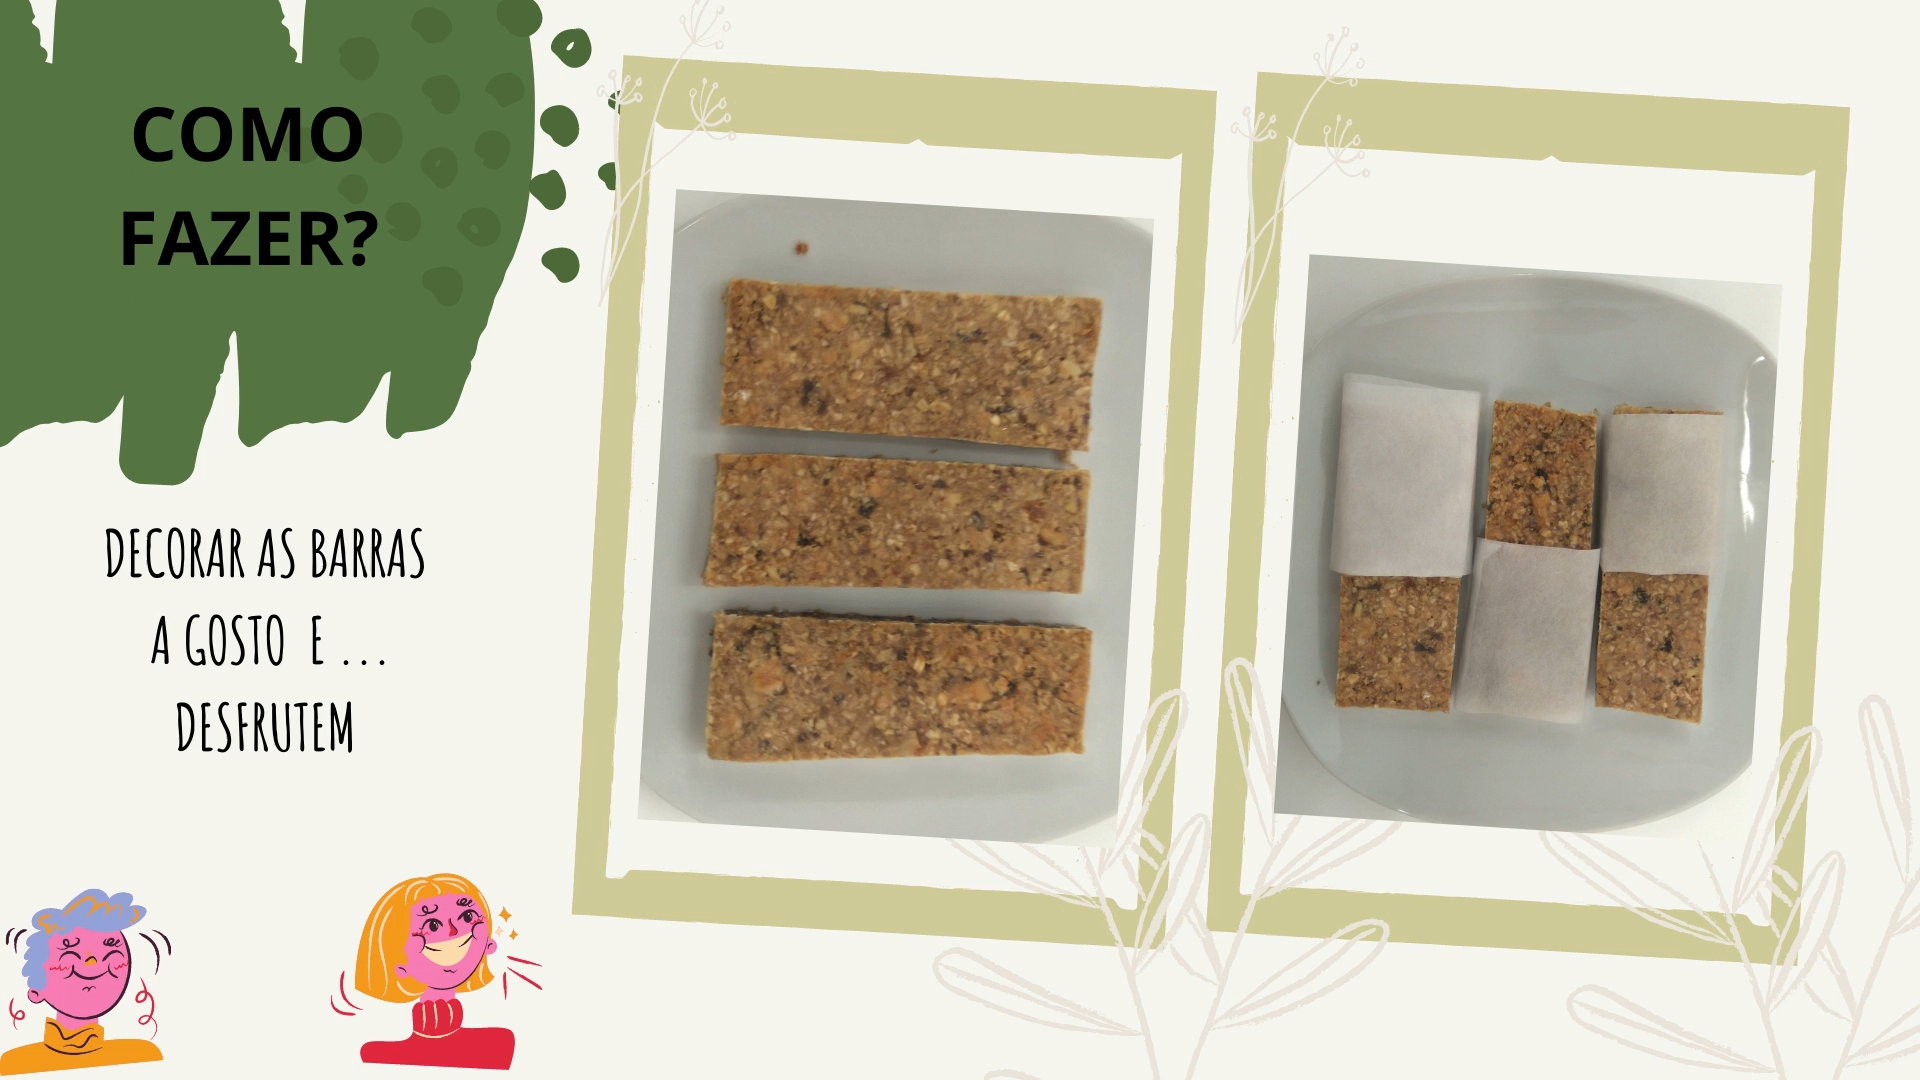 COMO
FAZER?
DECORAR AS BARRAS
A GOSTO E ...
DESFRUTEM